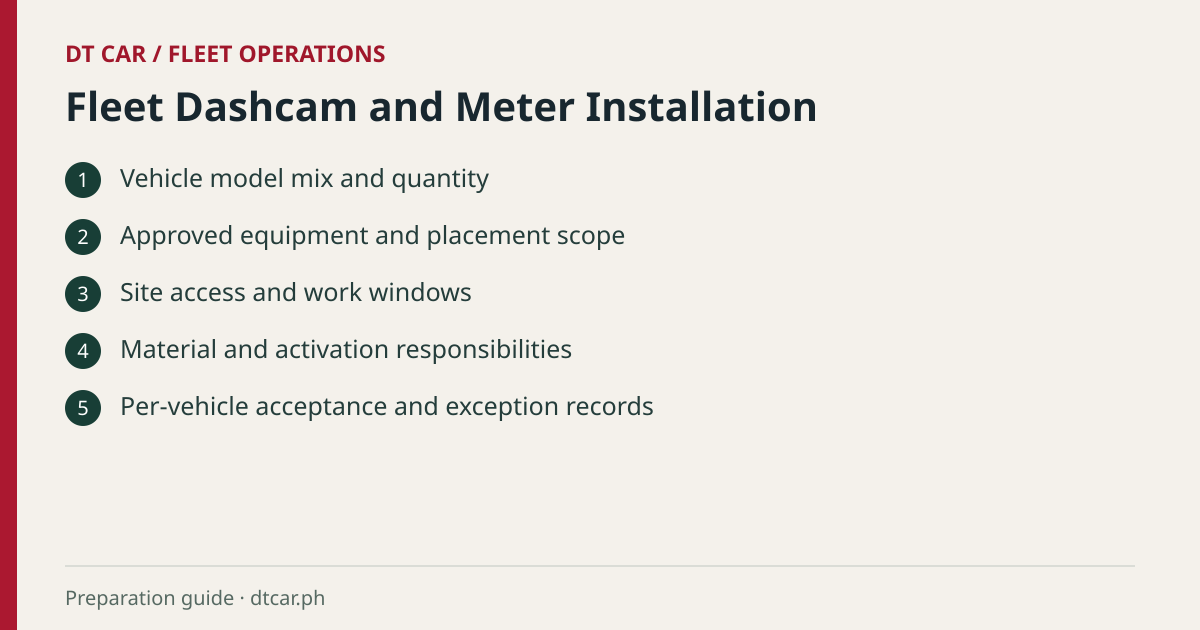 DT CAR / FLEET OPERATIONS
Fleet Dashcam and Meter Installation
1 Vehicle model mix and quantity
2 Approved equipment and placement scope
3 Site access and work windows
4 Material and activation responsibilities
5 Per-vehicle acceptance and exception records
Preparation guide · dtcar.ph